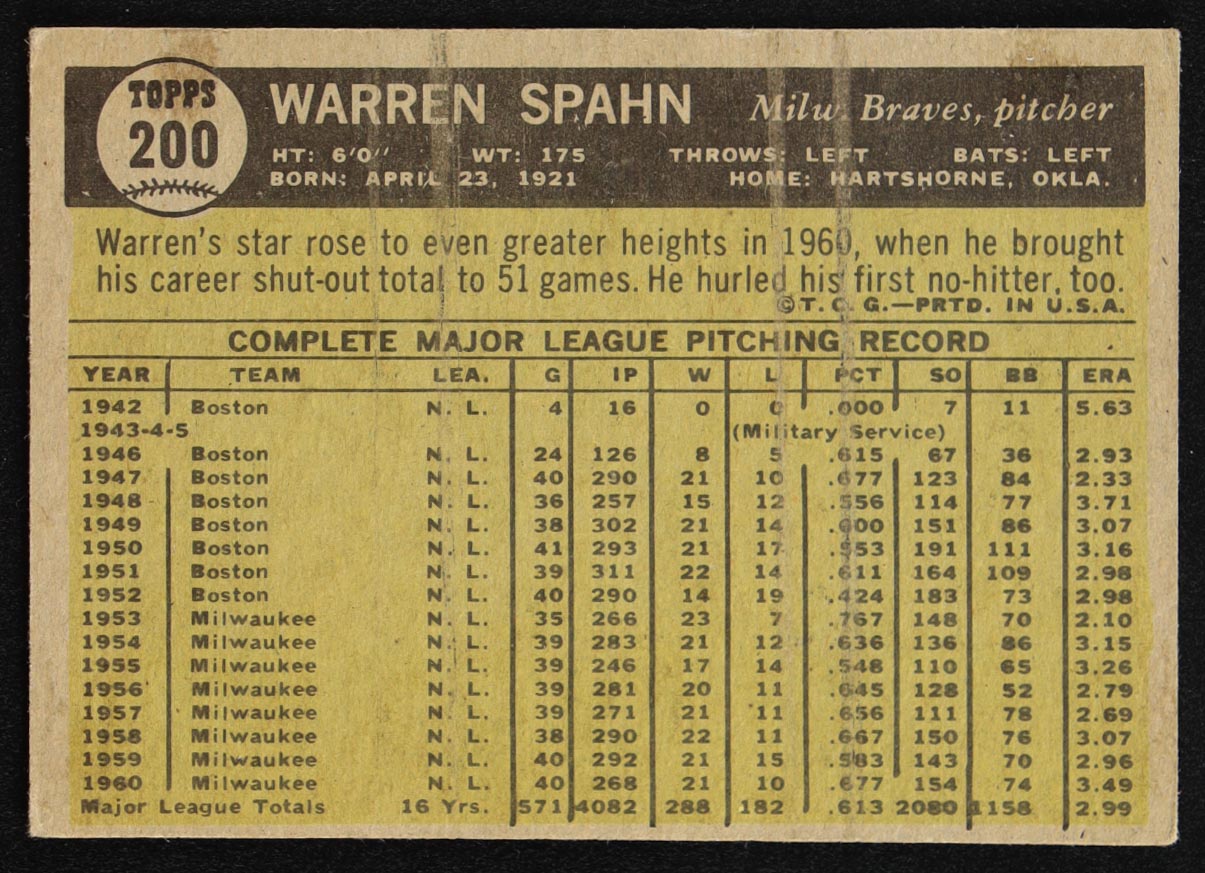 TOPPS
200
WARREN SPAHN Milw. Braves, pitcher
HT: 6'0" WT: 175 THROWS: LEFT BATS: LEFT
BORN: APRIL 23, 1921 HOME: HARTSHORNE, OKLA.
Warren's star rose to even greater heights in 1960, when he brought
his career shut-out total to 51 games. He hurled his first no-hitter, too.
©T. C. G.—PRTD. IN U.S.A.
COMPLETE MAJOR LEAGUE PITCHING RECORD
YEAR TEAM LEA. G IP W L PCT SO BB ERA
1942 Boston N. L. 4 16 0 0 .000 7 11 5.63
1943-4-5 (Military Service)
1946 Boston N. L. 24 126 8 5 .615 67 36 2.93
1947 Boston N. L. 40 290 21 10 .677 123 84 2.33
1948 Boston N. L. 36 257 15 12 .556 114 77 3.71
1949 Boston N. L. 38 302 21 14 .600 151 86 3.07
1950 Boston N. L. 41 293 21 17 .553 191 111 3.16
1951 Boston N. L. 39 311 22 14 .611 164 109 2.98
1952 Boston N. L. 40 290 14 19 .424 183 73 2.98
1953 Milwaukee N. L. 35 266 23 7 .767 148 70 2.10
1954 Milwaukee N. L. 39 283 21 12 .636 136 86 3.15
1955 Milwaukee N. L. 39 246 17 14 .548 110 65 3.26
1956 Milwaukee N. L. 39 281 20 11 .645 128 52 2.79
1957 Milwaukee N. L. 39 271 21 11 .656 111 78 2.69
1958 Milwaukee N. L. 38 290 22 11 .667 150 76 3.07
1959 Milwaukee N. L. 40 292 21 15 .583 143 70 2.96
1960 Milwaukee N. L. 40 268 21 10 .677 154 74 3.49
Major League Totals 16 Yrs. 571 4082 288 182 .613 2080 1158 2.99